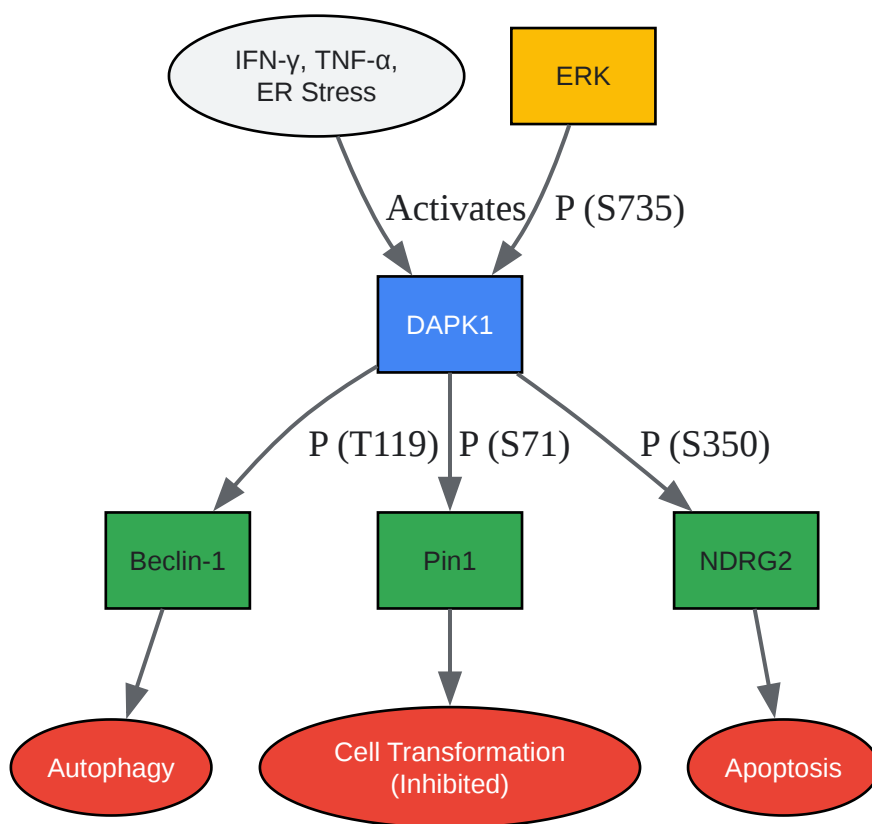 IFN-γ, TNF-α,
ER Stress
ERK
Activates
P (S735)
DAPK1
P (T119)
P (S71)
P (S350)
Beclin-1
Pin1
NDRG2
Autophagy
Cell Transformation
(Inhibited)
Apoptosis